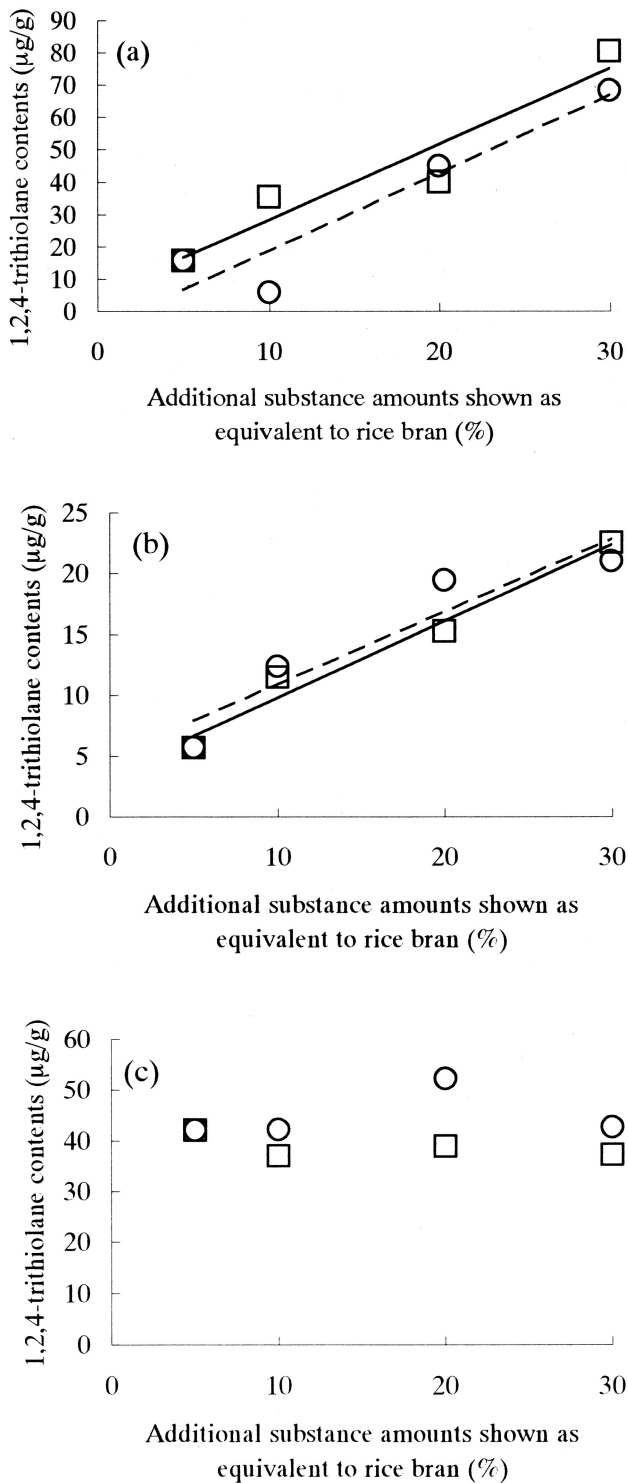 1,2,4-trithiolane contents (μg/g)
90
80
70
60
50
40
30
20
10
0
(a)
0
10
20
30
Additional substance amounts shown as
equivalent to rice bran (%)
1,2,4-trithiolane contents (μg/g)
25
20
15
10
5
0
(b)
0
10
20
30
Additional substance amounts shown as
equivalent to rice bran (%)
1,2,4-trithiolane contents (μg/g)
60
50
40
30
20
10
0
(c)
0
10
20
30
Additional substance amounts shown as
equivalent to rice bran (%)